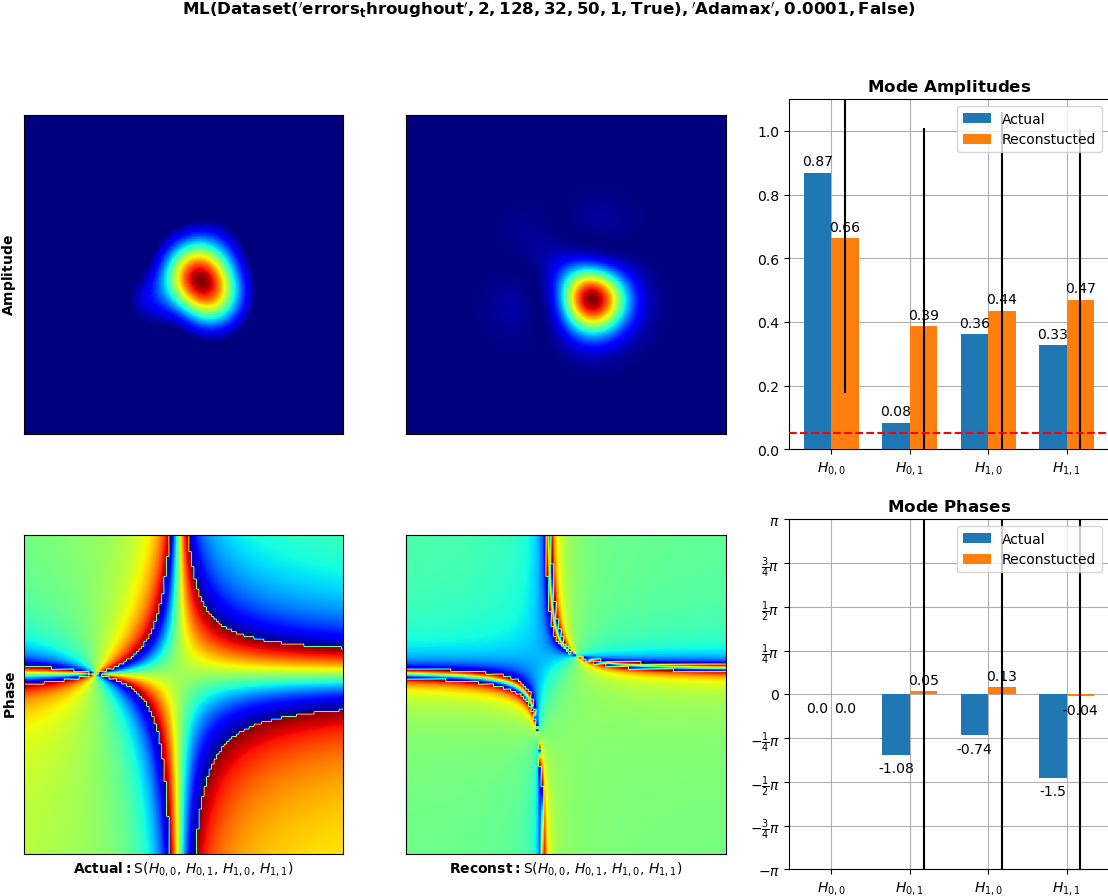 ML(Dataset('errors_throughout', 2, 128, 32, 50, 1, True), 'Adamax', 0.0001, False)
Amplitude
Mode Amplitudes
Actual
Reconstucted
1.0
0.8
0.6
0.4
0.2
0.0
0.87
0.66
0.08
0.39
0.36
0.44
0.33
0.47
H0,0
H0,1
H1,0
H1,1
Phase
Actual: S(H0,0, H0,1, H1,0, H1,1)
Reconst: S(H0,0, H0,1, H1,0, H1,1)
Mode Phases
Actual
Reconstucted
π
3/4π
1/2π
1/4π
0
−1/4π
−1/2π
−3/4π
−π
0.0
0.0
-1.08
0.05
-0.74
0.13
-1.5
-0.04
H0,0
H0,1
H1,0
H1,1